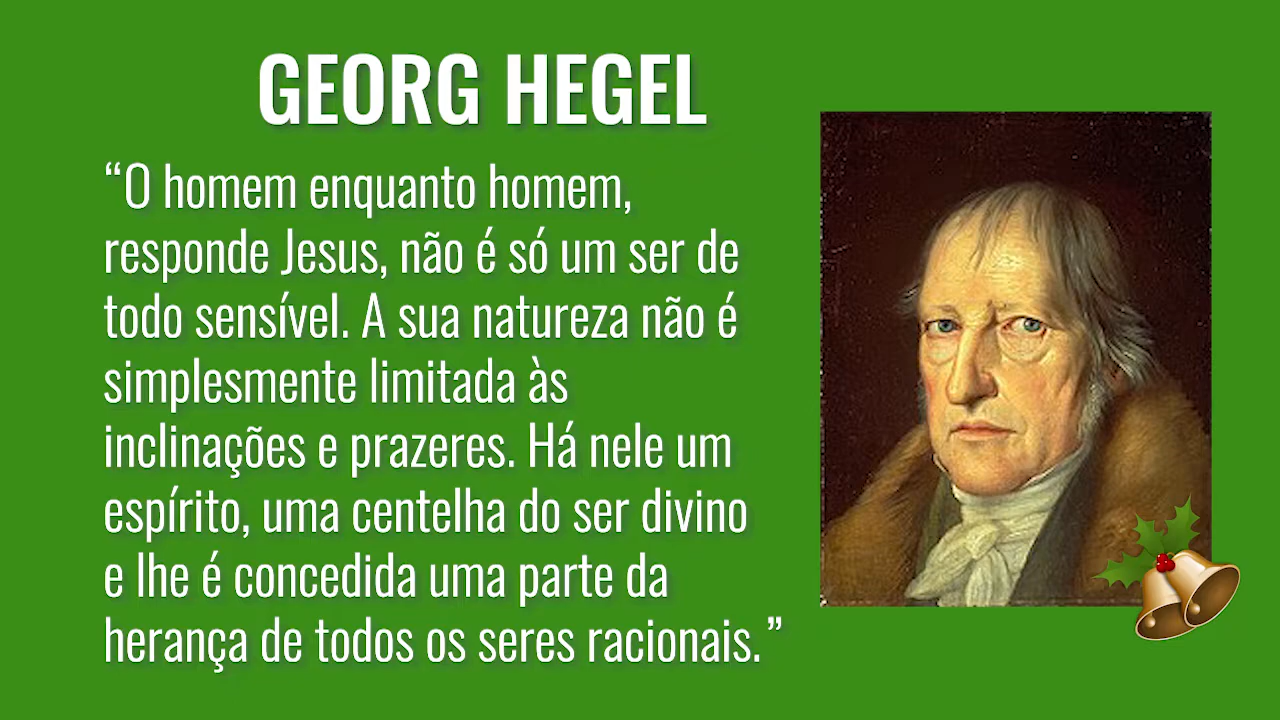 GEORG HEGEL
“O homem enquanto homem,
responde Jesus, não é só um ser de
todo sensível. A sua natureza não é
simplesmente limitada às
inclinações e prazeres. Há nele um
espírito, uma centelha do ser divino
e lhe é concedida uma parte da
herança de todos os seres racionais.”